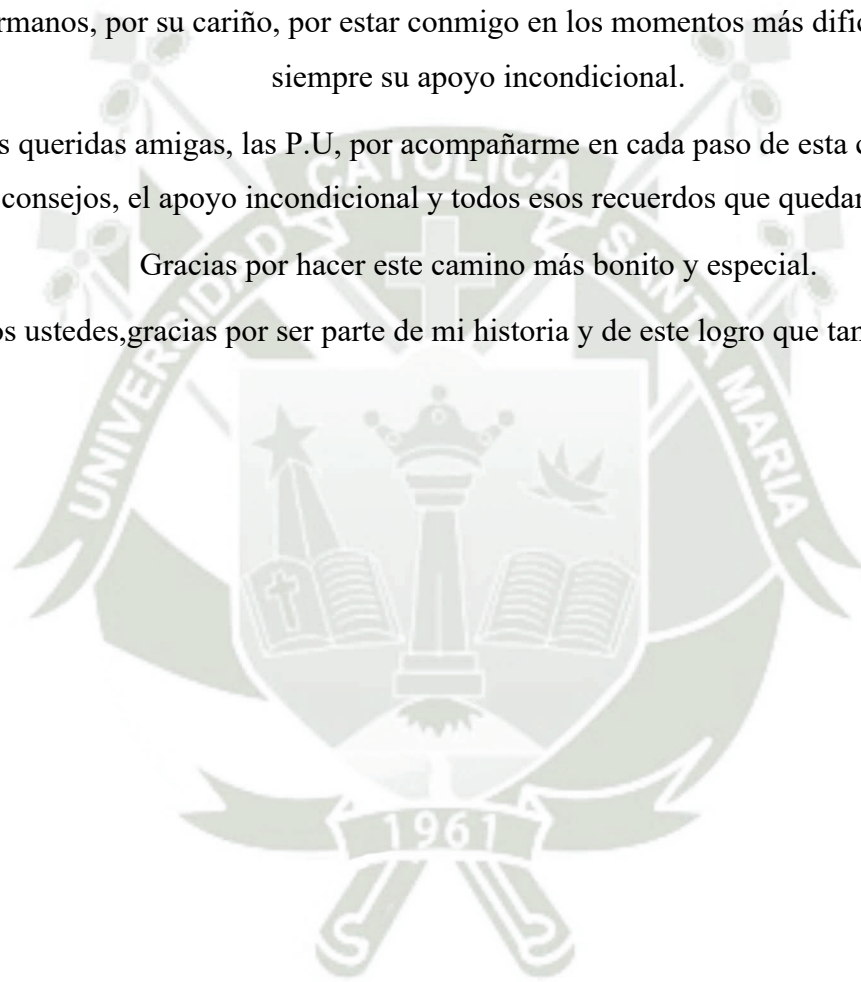 rmanos, por su cariño, por estar conmigo en los momentos más dific
siempre su apoyo incondicional.
s queridas amigas, las P.U, por acompañarme en cada paso de esta
consejos, el apoyo incondicional y todos esos recuerdos que quedar
Gracias por hacer este camino más bonito y especial.
os ustedes,gracias por ser parte de mi historia y de este logro que tan
UNIVERSIDAD CATOLICA SANTA MARIA
1961